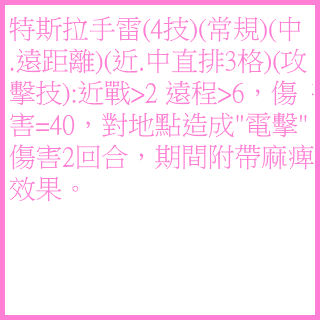 特斯拉手雷(4技)(常規)(中
.遠距離)(近.中直排3格)(攻
擊技):近戰>2 遠程>6，傷
害=40，對地點造成"電擊"
傷害2回合，期間附帶麻痺
效果。